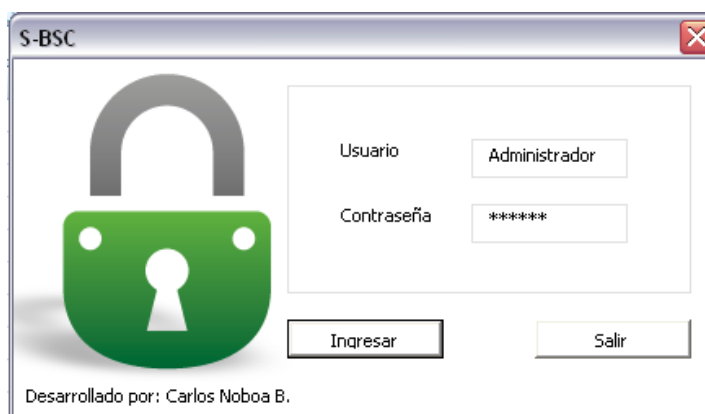 S-BSC
Usuario
Administrador
Contraseña
******
Ingresar
Salir
Desarrollado por: Carlos Noboa B.